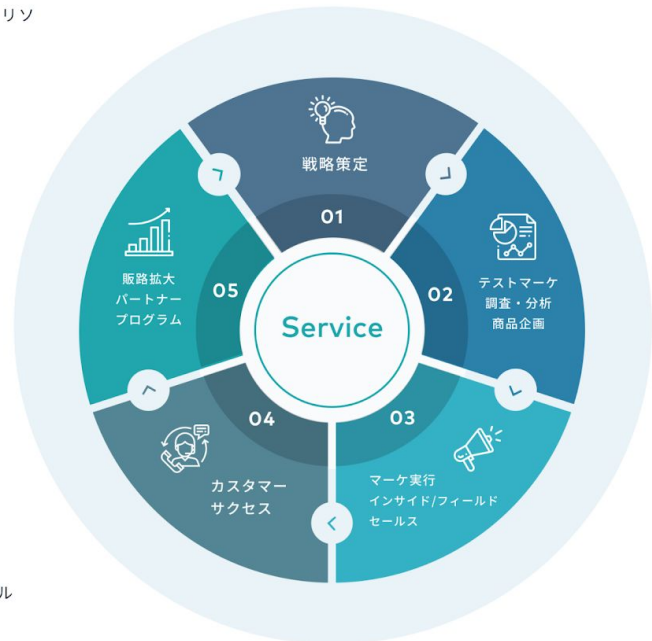 リソ
戦略策定
01
テストマーケ
調査・分析
商品企画
02
03
マーケ実行
インサイド/フィールド
セールス
04
カスタマー
サクセス
05
販路拡大
パートナー
プログラム
Service
ル